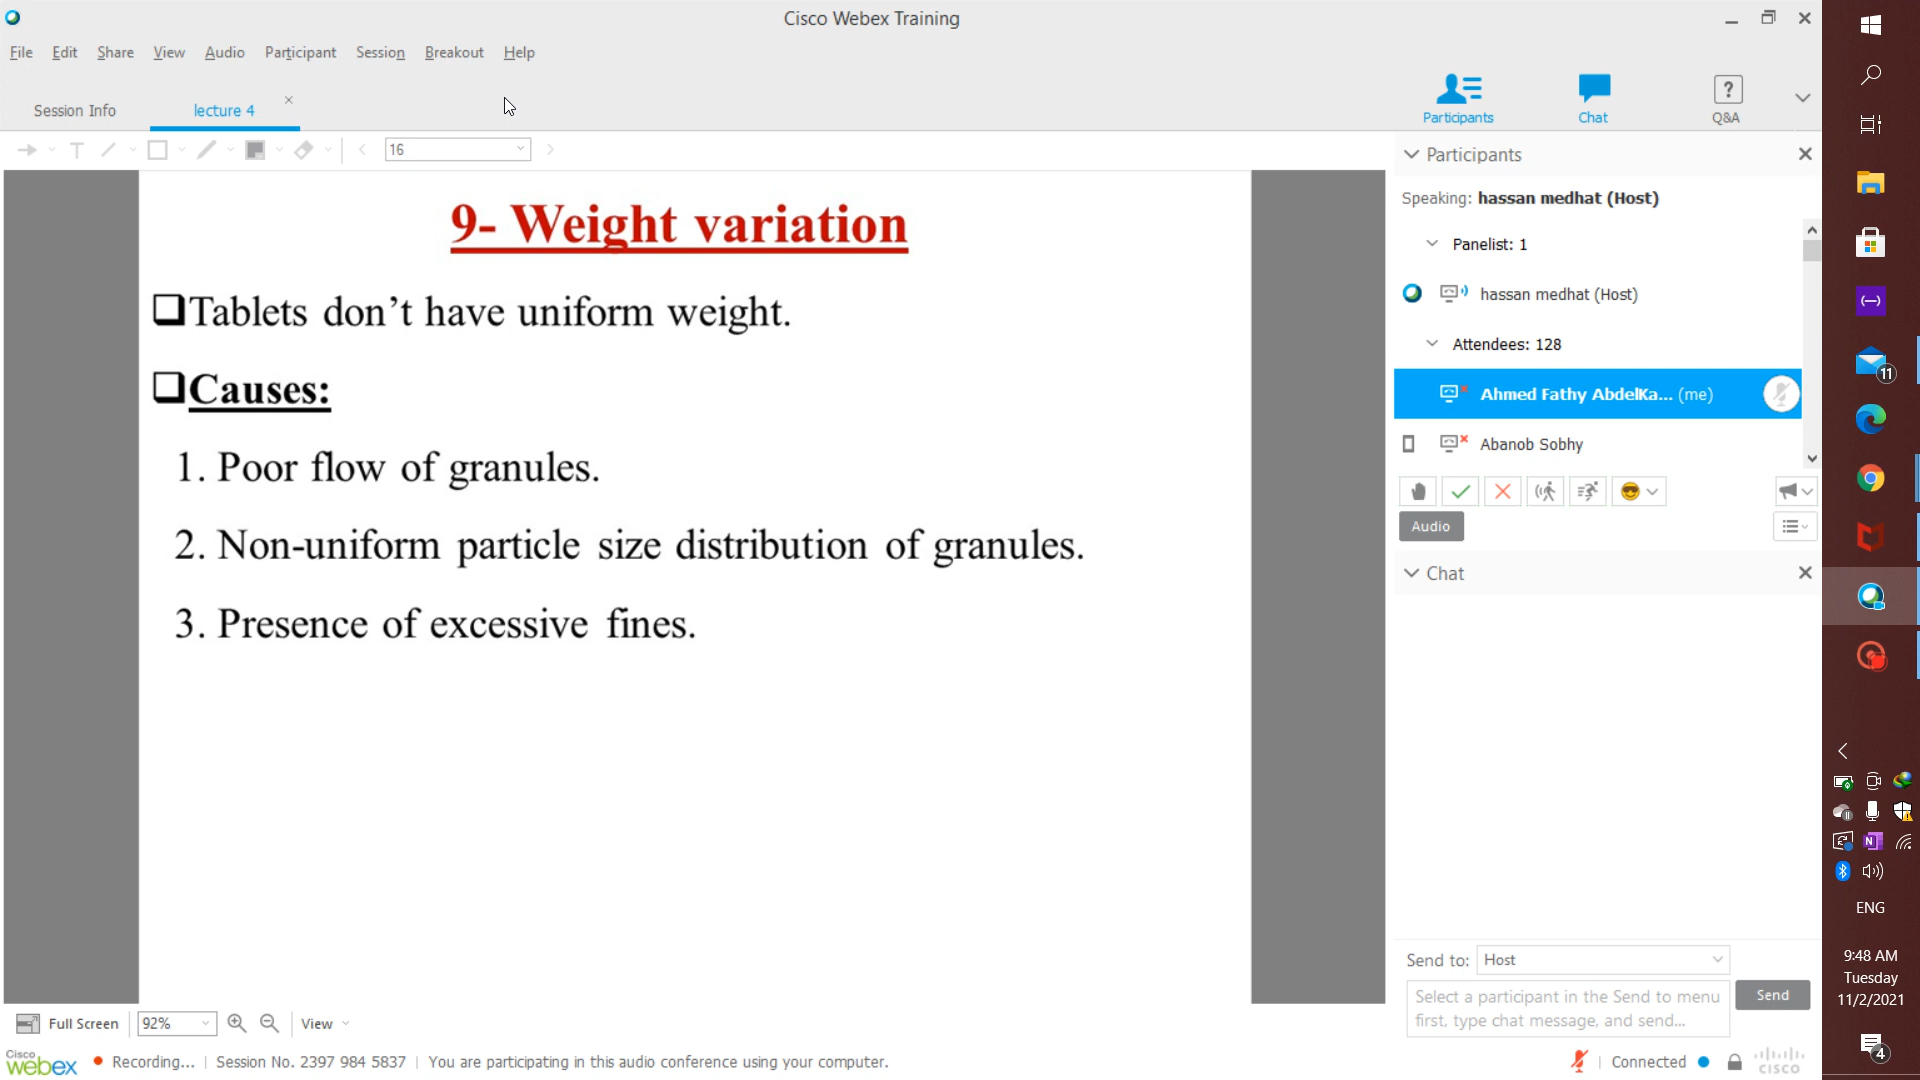 Cisco Webex Training
File Edit Share View Audio Participant Session Breakout Help
Session Info lecture 4
Participants Chat Q&A
16
9- Weight variation
❑Tablets don't have uniform weight.
❑Causes:
1. Poor flow of granules.
2. Non-uniform particle size distribution of granules.
3. Presence of excessive fines.
Participants
Speaking: hassan medhat (Host)
Panelist: 1
hassan medhat (Host)
Attendees: 128
Ahmed Fathy AbdelKa... (me)
Abanob Sobhy
Audio
Chat
Send to: Host
Select a participant in the Send to menu
first, type chat message, and send...
Send
Full Screen 92% View
Cisco webex Recording... Session No. 2397 984 5837 You are participating in this audio conference using your computer. Connected cisco
11
ENG
9:48 AM
Tuesday
11/2/2021
4